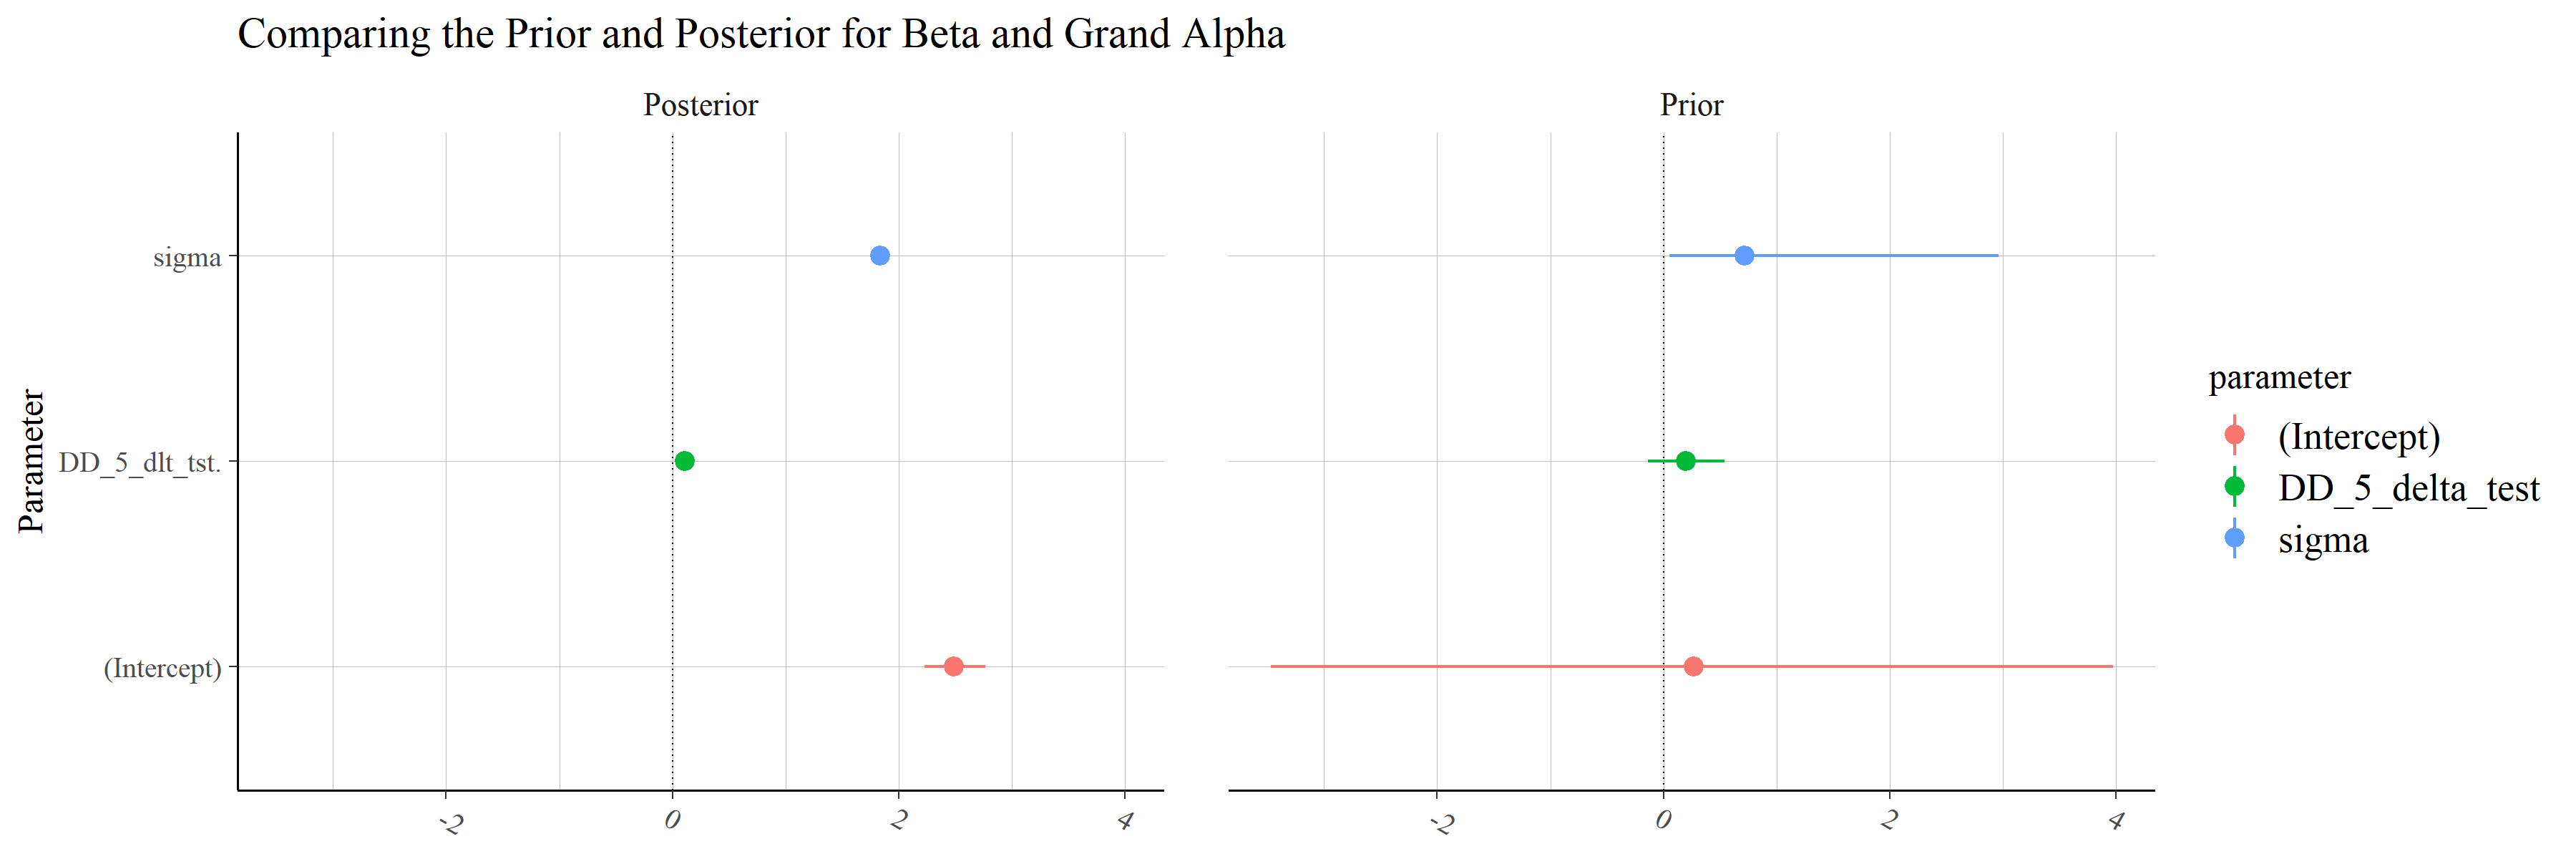 Comparing the Prior and Posterior for Beta and Grand Alpha
Posterior
Prior
Parameter
sigma
DD_5_dlt_tst.
(Intercept)
-2 0 2 4
-2 0 2 4
parameter
(Intercept)
DD_5_delta_test
sigma